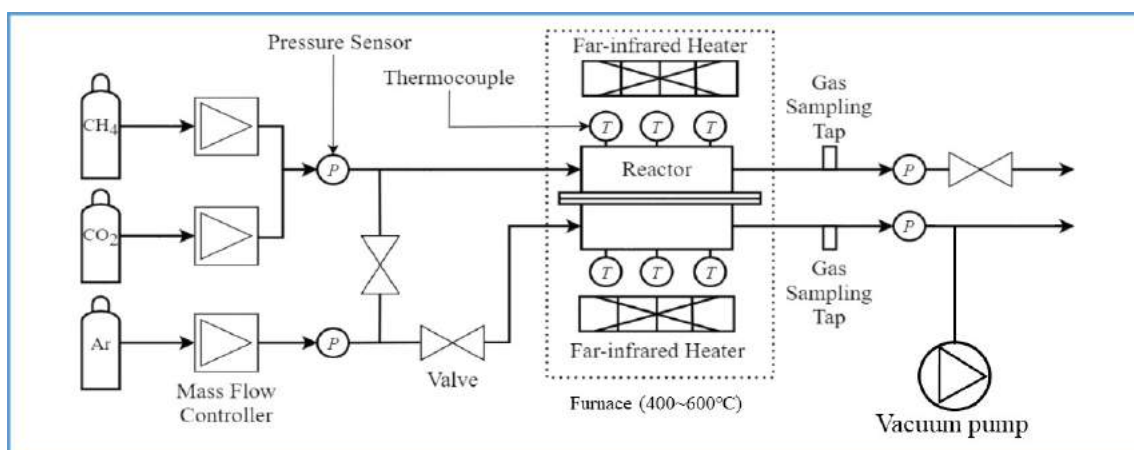 Pressure Sensor
Far-infrared Heater
Thermocouple
Gas
Sampling
Tap
CH4
T T T
P
Reactor
P
CO2
P
T T T
Gas
Sampling
Tap
Ar
P
Valve
Far-infrared Heater
Mass Flow
Controller
Furnace (400~600℃)
Vacuum pump